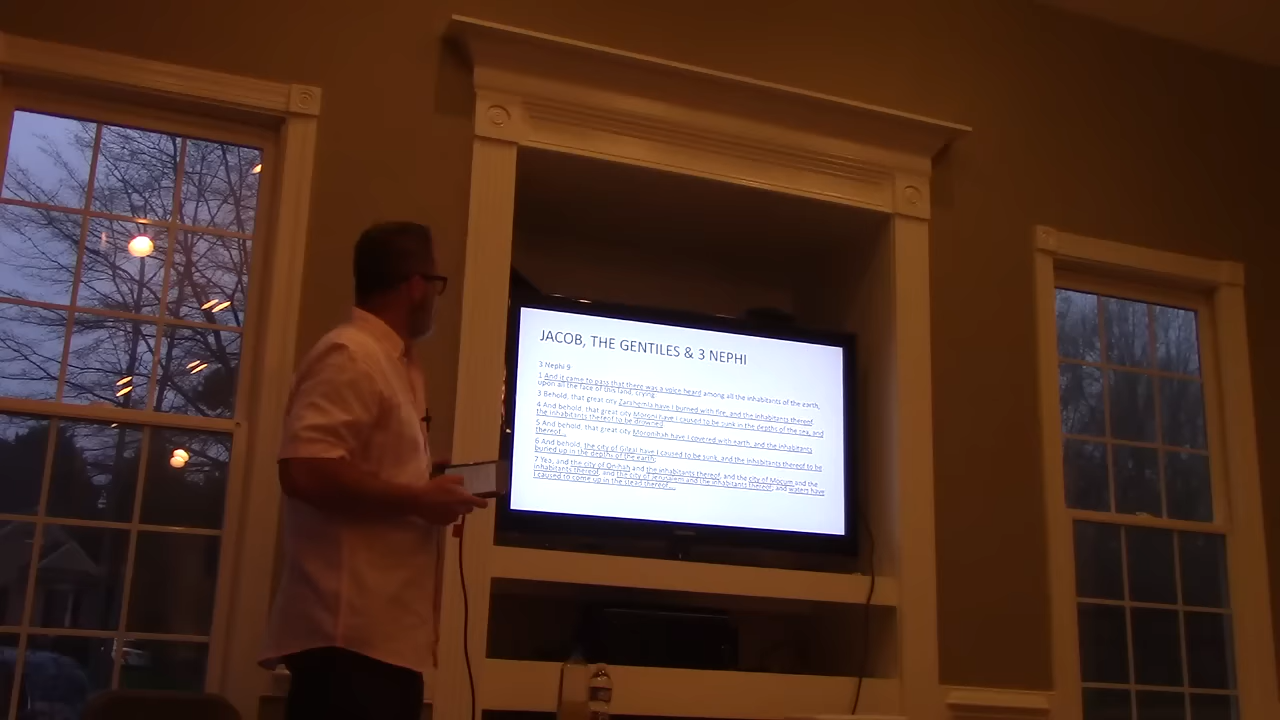 JACOB, THE GENTILES & 3 NEPHI
3 Nephi 9
1 And it came to pass that there was a voice heard among all the inhabitants of the earth,
upon all the face of this land, crying:
3 Behold, that great city Zarahemla have I burned with fire, and the inhabitants thereof.
4 And behold, that great city Moroni have I caused to be sunk in the depths of the sea, and
the inhabitants thereof to be drowned.
5 And behold, that great city Moronihah have I covered with earth, and the inhabitants
thereof...
6 And behold, the city of Gilgal have I caused to be sunk, and the inhabitants thereof to be
buried up in the depths of the earth;
7 Yea, and the city of Onihah and the inhabitants thereof, and the city of Mocum and the
inhabitants thereof, and the city of Jerusalem and the inhabitants thereof; and waters have
I caused to come up in the stead thereof...